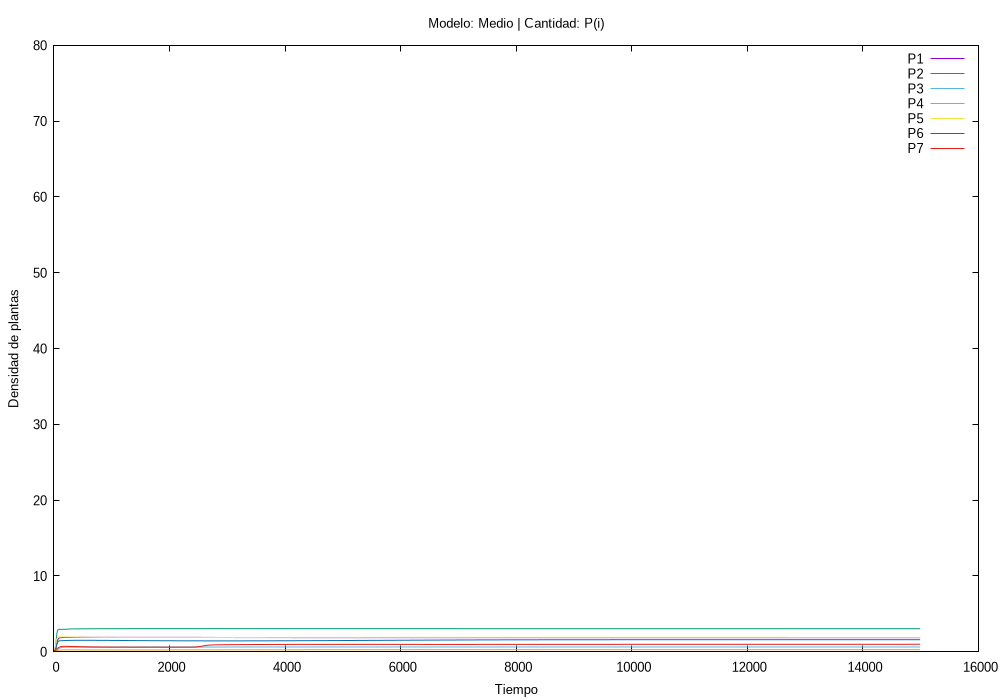 Modelo: Medio | Cantidad: P(i)
80
70
60
50
40
30
20
10
0
Densidad de plantas
P1
P2
P3
P4
P5
P6
P7
0 2000 4000 6000 8000 10000 12000 14000 16000
Tiempo